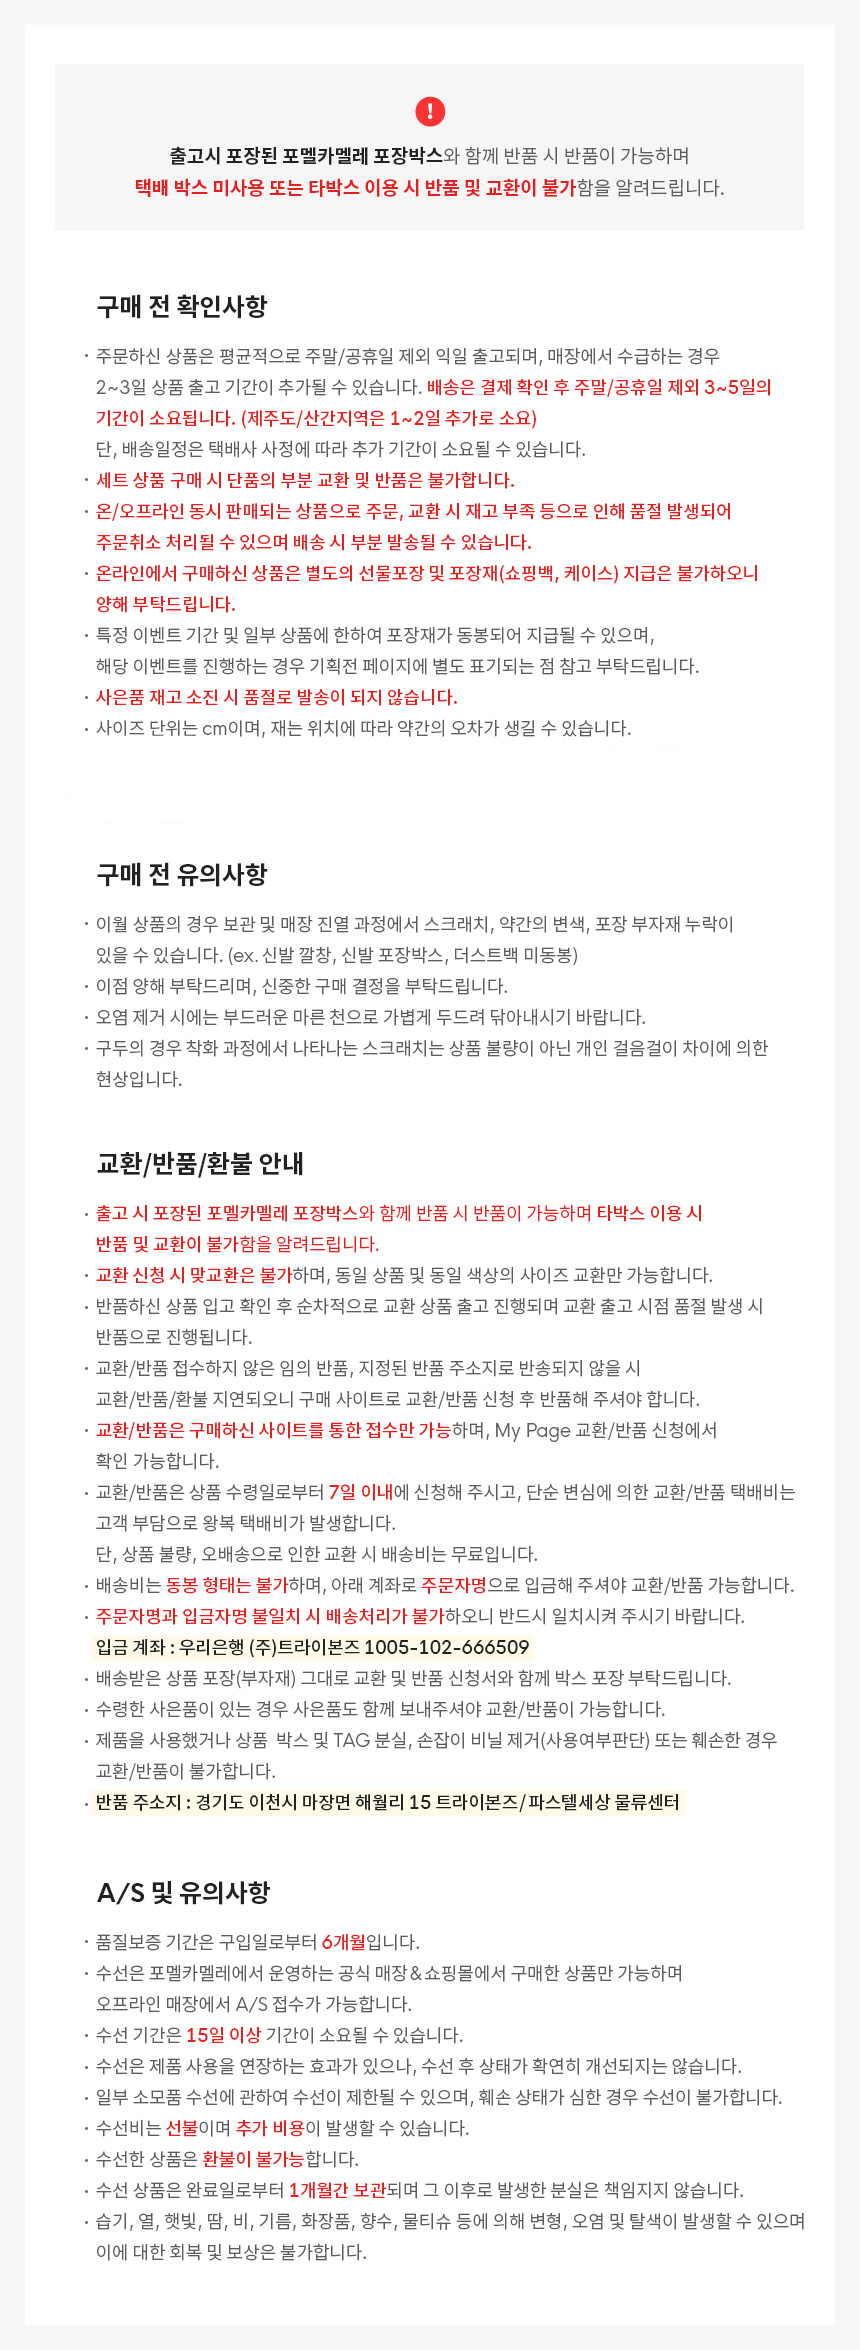 출고시 포장된 포멜카멜레 포장박스와 함께 반품 시 반품이 가능하며
택배 박스 미사용 또는 타박스 이용 시 반품 및 교환이 불가함을 알려드립니다.
구매 전 확인사항
· 주문하신 상품은 평균적으로 주말/공휴일 제외 익일 출고되며, 매장에서 수급하는 경우
2~3일 상품 출고 기간이 추가될 수 있습니다. 배송은 결제 확인 후 주말/공휴일 제외 3~5일의
기간이 소요됩니다. (제주도/산간지역은 1~2일 추가로 소요)
단, 배송일정은 택배사 사정에 따라 추가 기간이 소요될 수 있습니다.
· 세트 상품 구매 시 단품의 부분 교환 및 반품은 불가합니다.
· 온/오프라인 동시 판매되는 상품으로 주문, 교환 시 재고 부족 등으로 인해 품절 발생되어
주문취소 처리될 수 있으며 배송 시 부분 발송될 수 있습니다.
· 온라인에서 구매하신 상품은 별도의 선물포장 및 포장재(쇼핑백, 케이스) 지급은 불가하오니
양해 부탁드립니다.
· 특정 이벤트 기간 및 일부 상품에 한하여 포장재가 동봉되어 지급될 수 있으며,
해당 이벤트를 진행하는 경우 기획전 페이지에 별도 표기되는 점 참고 부탁드립니다.
· 사은품 재고 소진 시 품절로 발송이 되지 않습니다.
· 사이즈 단위는 cm이며, 재는 위치에 따라 약간의 오차가 생길 수 있습니다.
구매 전 유의사항
· 이월 상품의 경우 보관 및 매장 진열 과정에서 스크래치, 약간의 변색, 포장 부자재 누락이
있을 수 있습니다. (ex. 신발 깔창, 신발 포장박스, 더스트백 미동봉)
· 이점 양해 부탁드리며, 신중한 구매 결정을 부탁드립니다.
· 오염 제거 시에는 부드러운 마른 천으로 가볍게 두드려 닦아내시기 바랍니다.
· 구두의 경우 착화 과정에서 나타나는 스크래치는 상품 불량이 아닌 개인 걸음걸이 차이에 의한
현상입니다.
교환/반품/환불 안내
· 출고 시 포장된 포멜카멜레 포장박스와 함께 반품 시 반품이 가능하며 타박스 이용 시
반품 및 교환이 불가함을 알려드립니다.
· 교환 신청 시 맞교환은 불가하며, 동일 상품 및 동일 색상의 사이즈 교환만 가능합니다.
· 반품하신 상품 입고 확인 후 순차적으로 교환 상품 출고 진행되며 교환 출고 시점 품절 발생 시
반품으로 진행됩니다.
· 교환/반품 접수하지 않은 임의 반품, 지정된 반품 주소지로 반송되지 않을 시
교환/반품/환불 지연되오니 구매 사이트로 교환/반품 신청 후 반품해 주셔야 합니다.
· 교환/반품은 구매하신 사이트를 통한 접수만 가능하며, My Page 교환/반품 신청에서
확인 가능합니다.
· 교환/반품은 상품 수령일로부터 7일 이내에 신청해 주시고, 단순 변심에 의한 교환/반품 택배비는
고객 부담으로 왕복 택배비가 발생합니다.
단, 상품 불량, 오배송으로 인한 교환 시 배송비는 무료입니다.
· 배송비는 동봉 형태는 불가하며, 아래 계좌로 주문자명으로 입금해 주셔야 교환/반품 가능합니다.
· 주문자명과 입금자명 불일치 시 배송처리가 불가하오니 반드시 일치시켜 주시기 바랍니다.
입금 계좌 : 우리은행 (주)트라이본즈 1005-102-666509
· 배송받은 상품 포장(부자재) 그대로 교환 및 반품 신청서와 함께 박스 포장 부탁드립니다.
· 수령한 사은품이 있는 경우 사은품도 함께 보내주셔야 교환/반품이 가능합니다.
· 제품을 사용했거나 상품 박스 및 TAG 분실, 손잡이 비닐 제거(사용여부판단) 또는 훼손한 경우
교환/반품이 불가합니다.
· 반품 주소지 : 경기도 이천시 마장면 해월리 15 트라이본즈/파스텔세상 물류센터
A/S 및 유의사항
· 품질보증 기간은 구입일로부터 6개월입니다.
· 수선은 포멜카멜레에서 운영하는 공식 매장&쇼핑몰에서 구매한 상품만 가능하며
오프라인 매장에서 A/S 접수가 가능합니다.
· 수선 기간은 15일 이상 기간이 소요될 수 있습니다.
· 수선은 제품 사용을 연장하는 효과가 있으나, 수선 후 상태가 확연히 개선되지는 않습니다.
· 일부 소모품 수선에 관하여 수선이 제한될 수 있으며, 훼손 상태가 심한 경우 수선이 불가합니다.
· 수선비는 선불이며 추가 비용이 발생할 수 있습니다.
· 수선한 상품은 환불이 불가능합니다.
· 수선 상품은 완료일로부터 1개월간 보관되며 그 이후로 발생한 분실은 책임지지 않습니다.
· 습기, 열, 햇빛, 땀, 비, 기름, 화장품, 향수, 물티슈 등에 의해 변형, 오염 및 탈색이 발생할 수 있으며
이에 대한 회복 및 보상은 불가합니다.